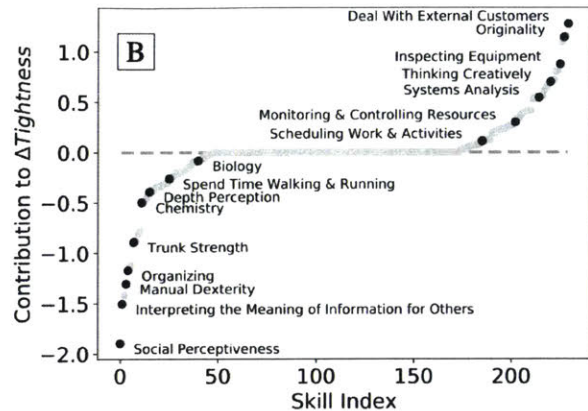 B
Contribution to ΔTightness
1.0
0.5
0.0
−0.5
−1.0
−1.5
−2.0
Deal With External Customers
Originality
Inspecting Equipment
Thinking Creatively
Systems Analysis
Monitoring & Controlling Resources
Scheduling Work & Activities
Biology
Spend Time Walking & Running
Depth Perception
Chemistry
Trunk Strength
Organizing
Manual Dexterity
Interpreting the Meaning of Information for Others
Social Perceptiveness
0
50
100
150
200
Skill Index